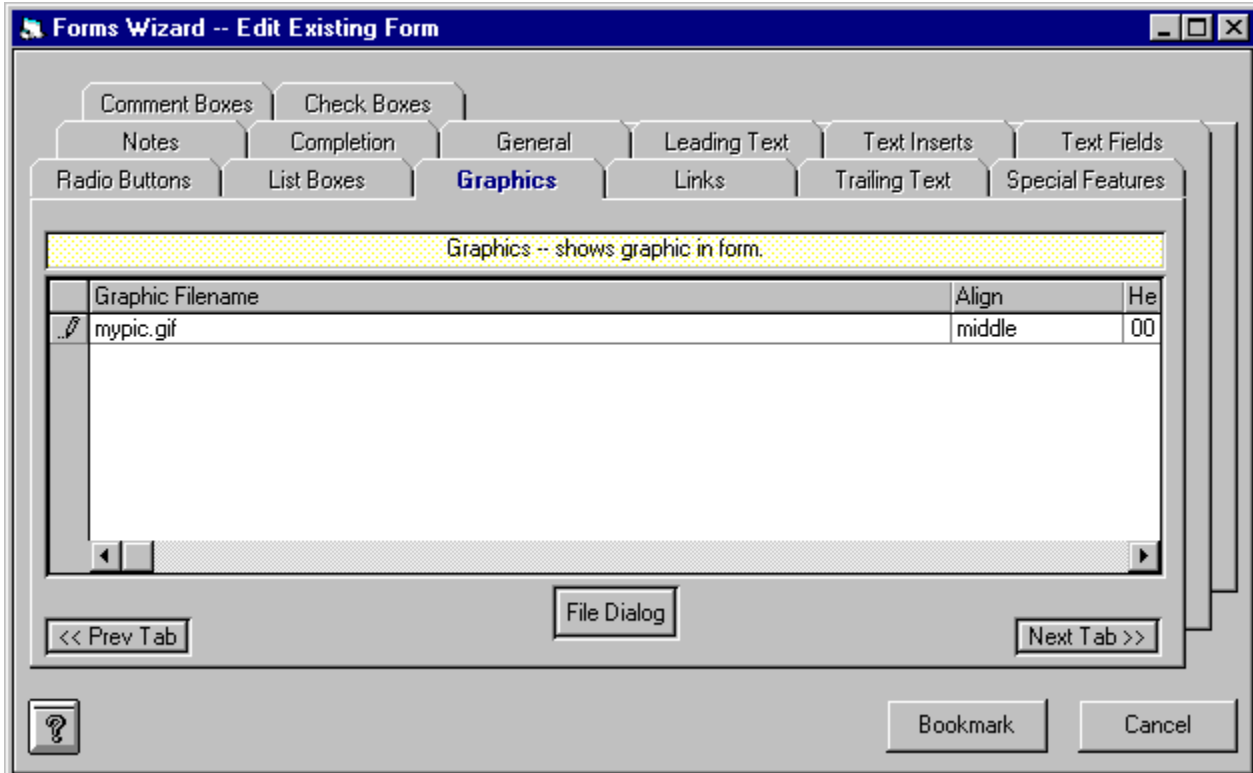 Forms Wizard -- Edit Existing Form
Comment Boxes Check Boxes
Notes Completion General Leading Text Text Inserts Text Fields
Radio Buttons List Boxes Graphics Links Trailing Text Special Features
Graphics -- shows graphic in form.
Graphic Filename Align He
mypic.gif middle 00
File Dialog
<< Prev Tab Next Tab >>
? Bookmark Cancel